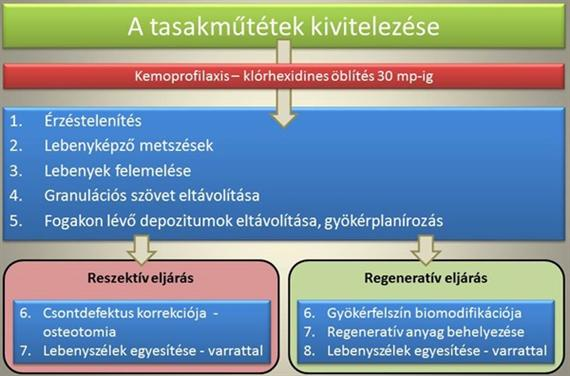 A tasakműtétek kivitelezése
Kemoprofilaxis – klórhexidines öblítés 30 mp-ig
1. Érzéstelenítés
2. Lebenyképző metszések
3. Lebenyek felemelése
4. Granulációs szövet eltávolítása
5. Fogakon lévő depozitumok eltávolítása, gyökérplanírozás
Reszektív eljárás
6. Csontdefektus korrekciója -
osteotomia
7. Lebenyszélek egyesítése - varrattal
Regeneratív eljárás
6. Gyökérfelszín biomodifikációja
7. Regeneratív anyag behelyezése
8. Lebenyszélek egyesítése - varrattal